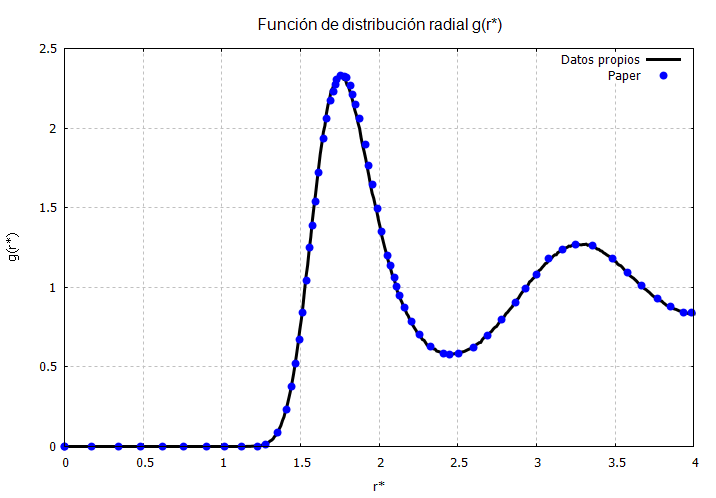 Función de distribución radial g(r*)
Datos propios
Paper
2.5
2
1.5
1
0.5
0
g(r*)
0 0.5 1 1.5 2 2.5 3 3.5 4
r*